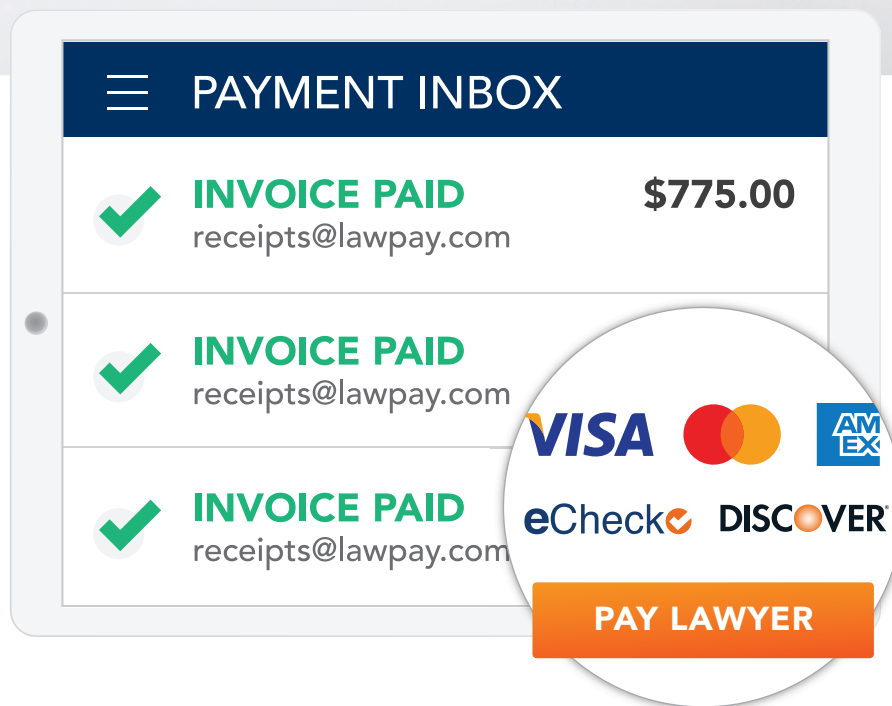 PAYMENT INBOX
INVOICE PAID $775.00
receipts@lawpay.com
INVOICE PAID
receipts@lawpay.com
INVOICE PAID
receipts@lawpay.com
VISA AM
EX
eCheck DISCOVER
PAY LAWYER